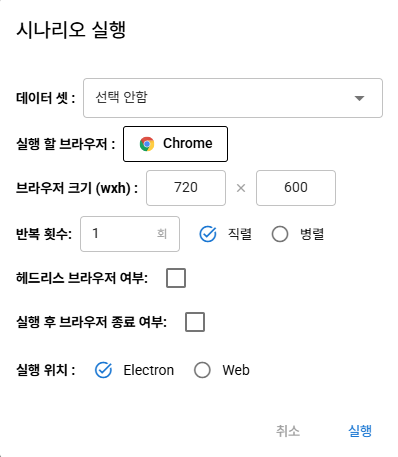 시나리오 실행
데이터 셋 : 선택 안함
실행 할 브라우저 : Chrome
브라우저 크기 (wxh) : 720 × 600
반복 횟수: 1 회 직렬 병렬
헤드리스 브라우저 여부:
실행 후 브라우저 종료 여부:
실행 위치 : Electron Web
취소 실행